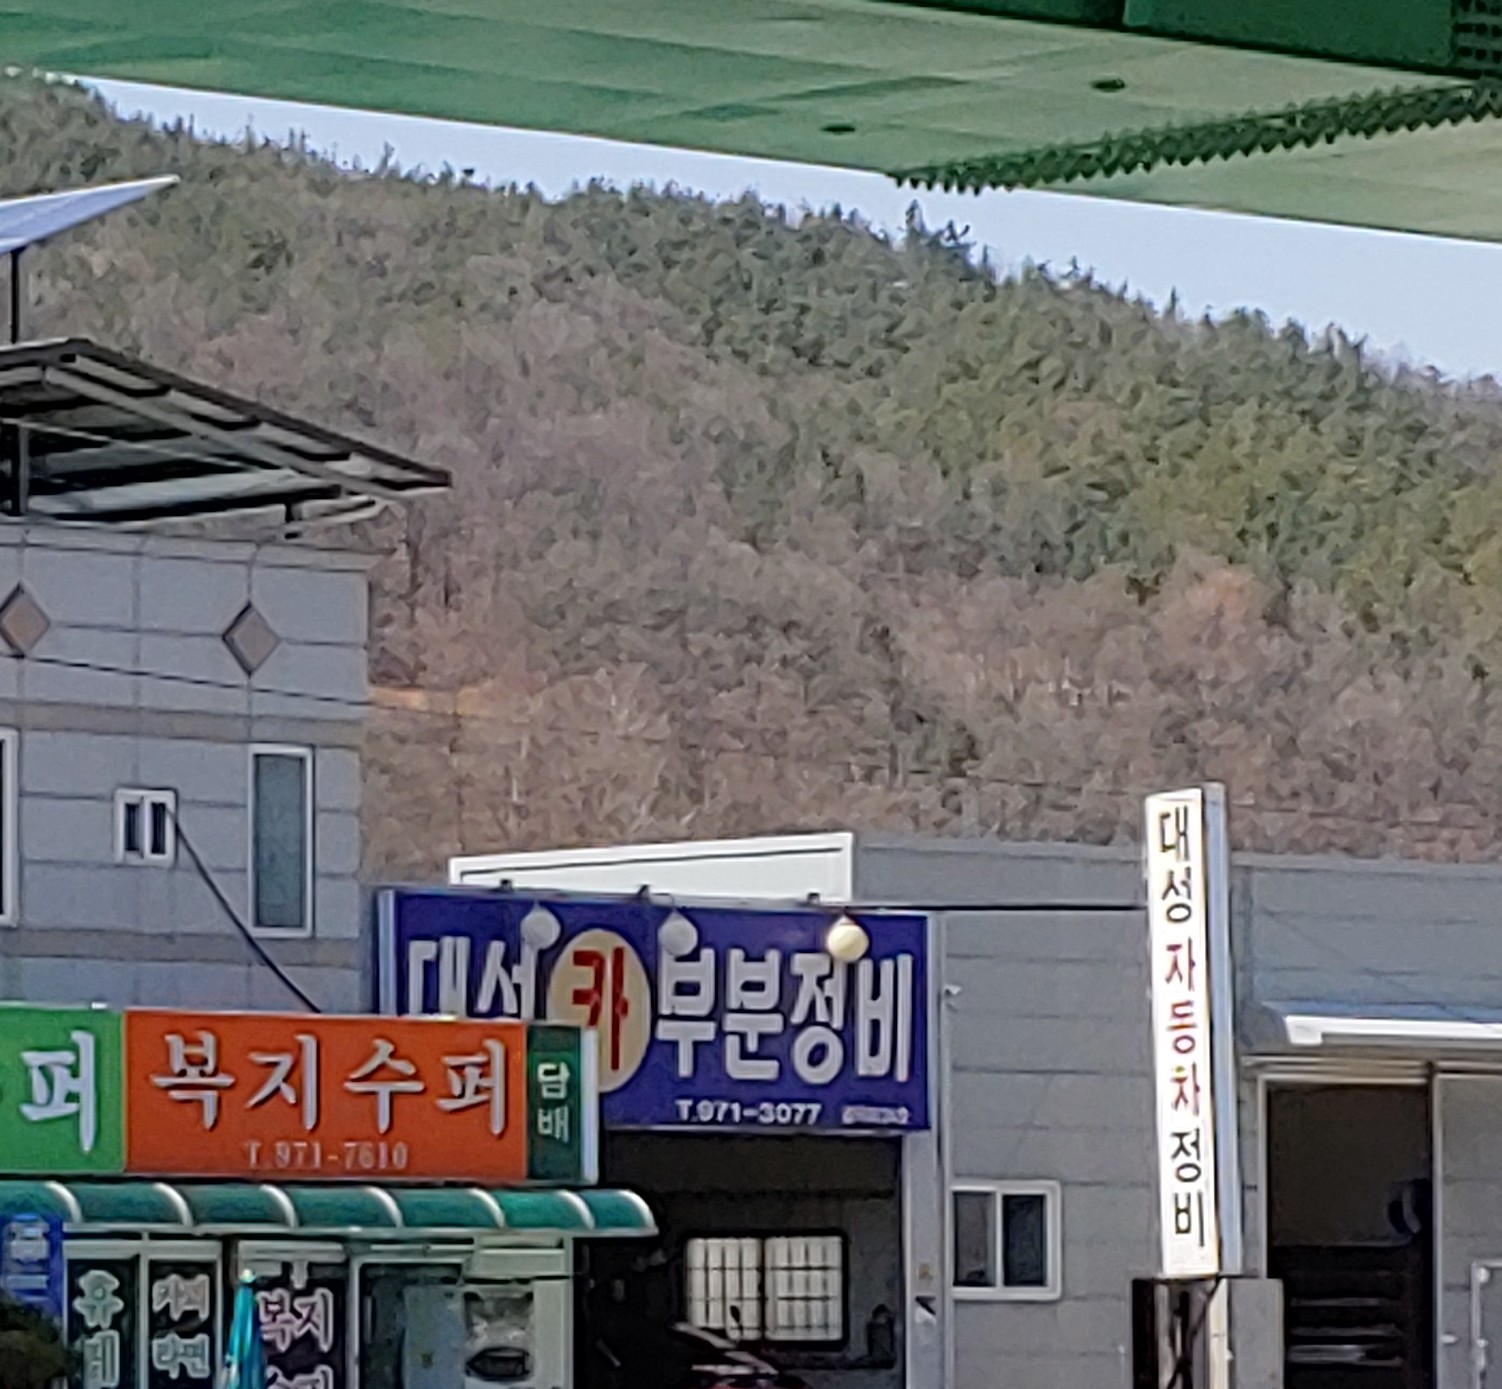 대성카부분정비
T.971-3077
퍼
복지수퍼
T.971-7610
담배
대성자동차정비
복지